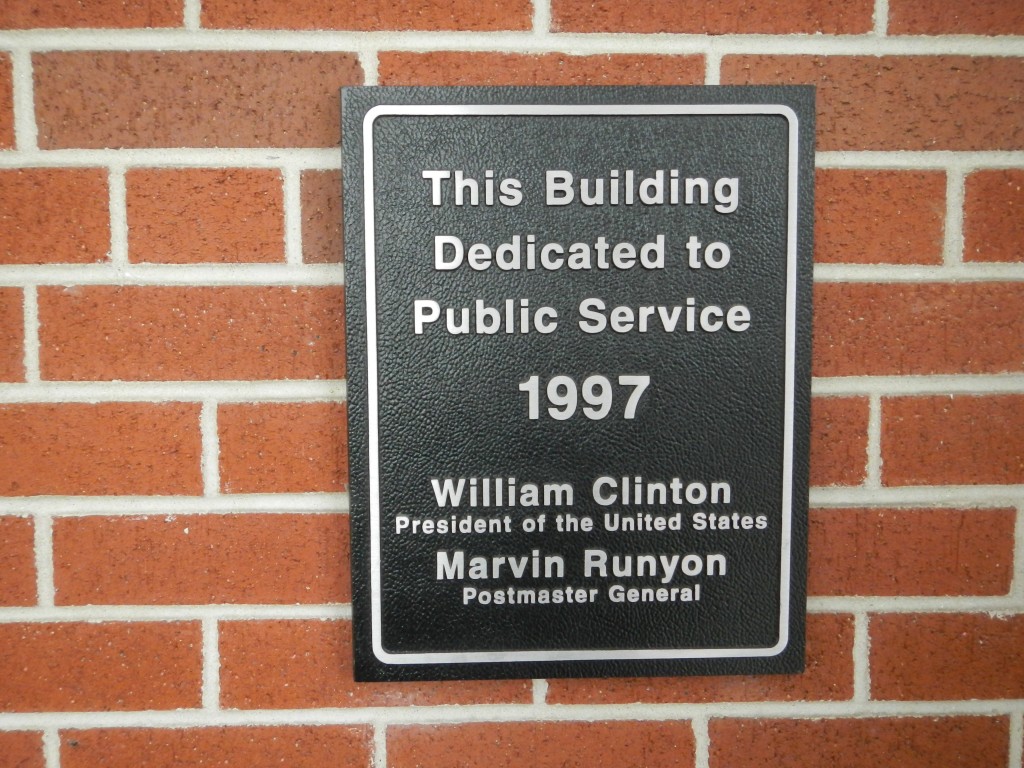 This Building
Dedicated to
Public Service
1997
William Clinton
President of the United States
Marvin Runyon
Postmaster General